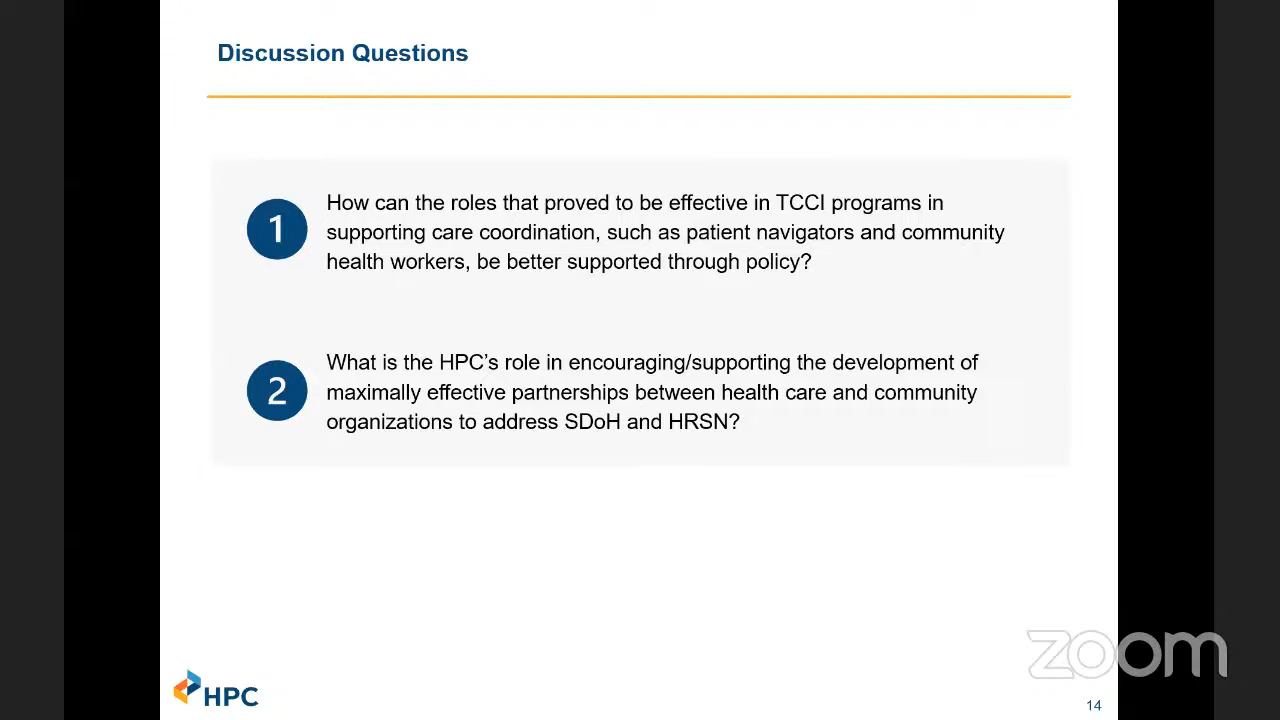 Discussion Questions
1
How can the roles that proved to be effective in TCCI programs in
supporting care coordination, such as patient navigators and community
health workers, be better supported through policy?
2
What is the HPC’s role in encouraging/supporting the development of
maximally effective partnerships between health care and community
organizations to address SDoH and HRSN?
zoom
HPC
14